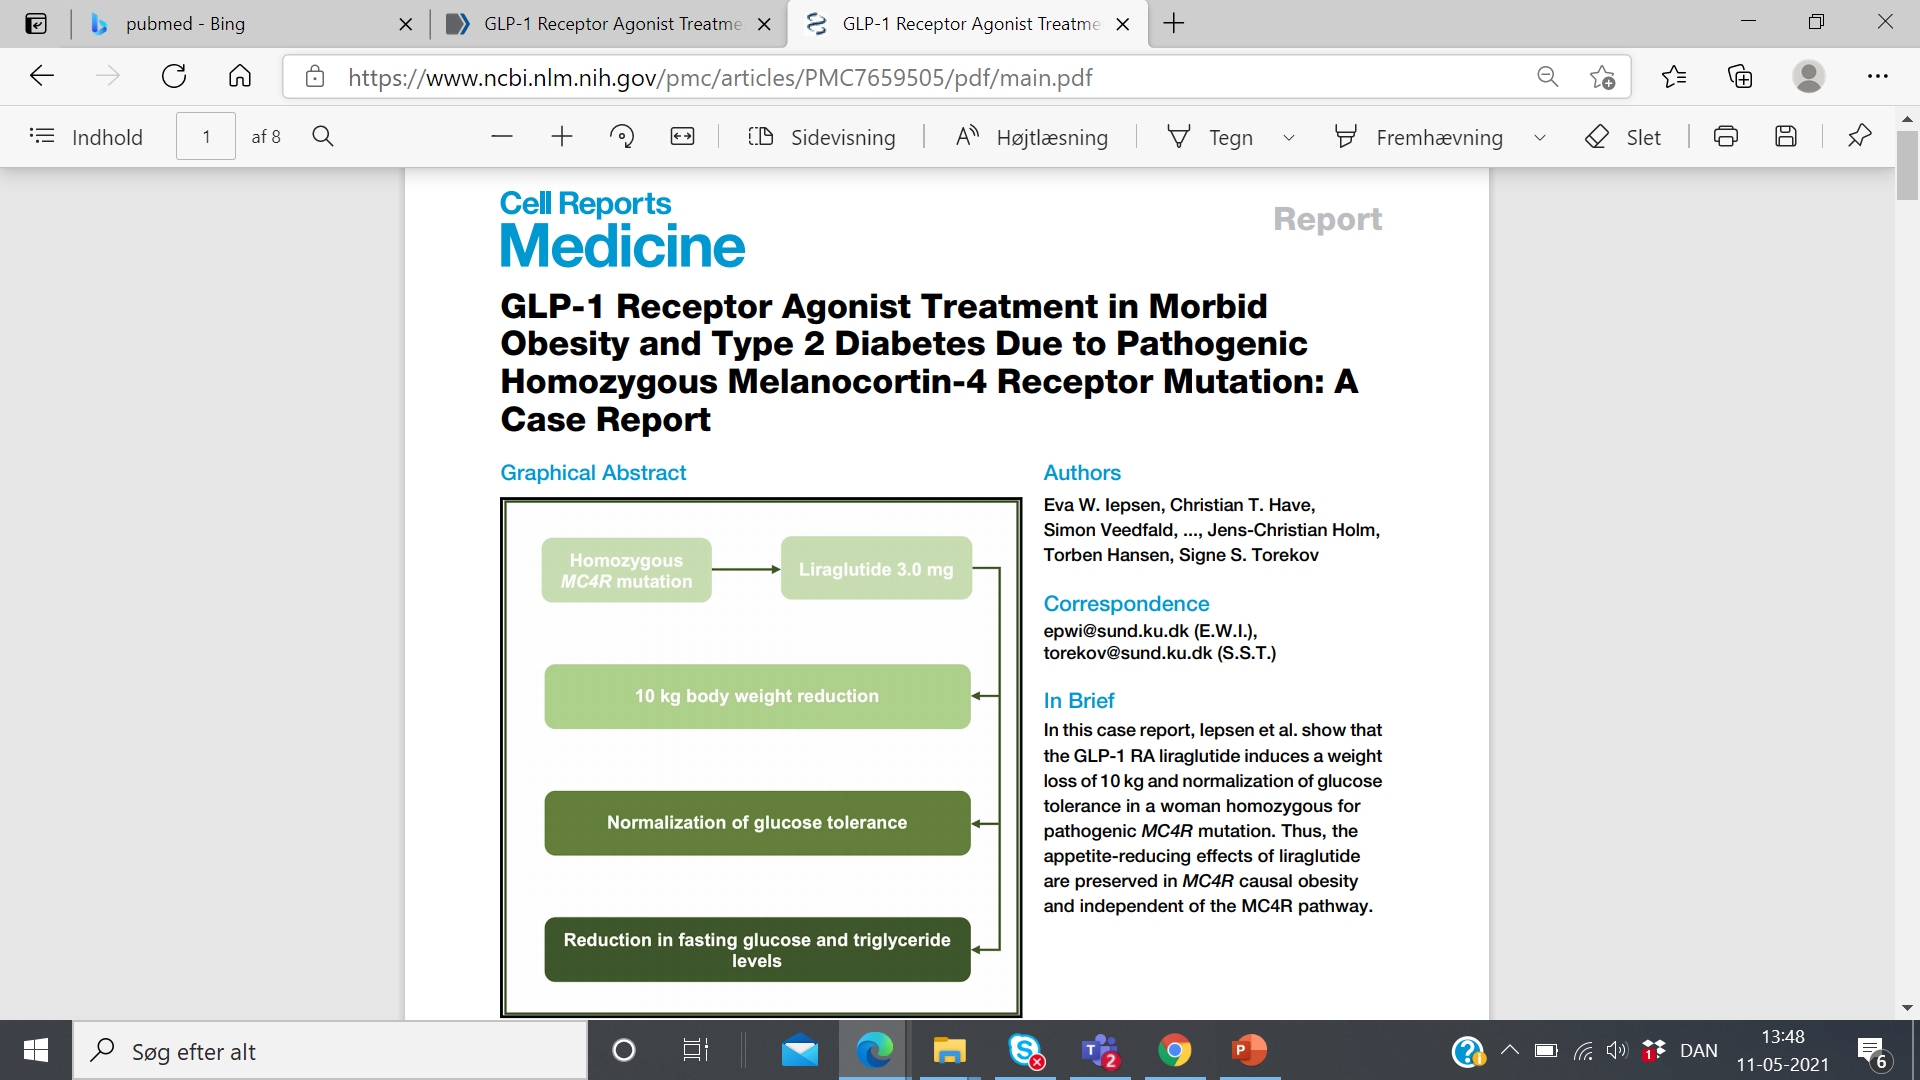 pubmed - Bing
GLP-1 Receptor Agonist Treatme
GLP-1 Receptor Agonist Treatme
https://www.ncbi.nlm.nih.gov/pmc/articles/PMC7659505/pdf/main.pdf
Indhold
1
af 8
Sidevisning
Højtlæsning
Tegn
Fremhævning
Slet
Cell Reports
Medicine
Report
GLP-1 Receptor Agonist Treatment in Morbid
Obesity and Type 2 Diabetes Due to Pathogenic
Homozygous Melanocortin-4 Receptor Mutation: A
Case Report
Graphical Abstract
Homozygous
MC4R mutation
Liraglutide 3.0 mg
10 kg body weight reduction
Normalization of glucose tolerance
Reduction in fasting glucose and triglyceride
levels
Authors
Eva W. Iepsen, Christian T. Have,
Simon Veedfald, ..., Jens-Christian Holm,
Torben Hansen, Signe S. Torekov
Correspondence
epwi@sund.ku.dk (E.W.I.),
torekov@sund.ku.dk (S.S.T.)
In Brief
In this case report, Iepsen et al. show that
the GLP-1 RA liraglutide induces a weight
loss of 10 kg and normalization of glucose
tolerance in a woman homozygous for
pathogenic MC4R mutation. Thus, the
appetite-reducing effects of liraglutide
are preserved in MC4R causal obesity
and independent of the MC4R pathway.
Søg efter alt
2
1
DAN
13:48
11-05-2021
6